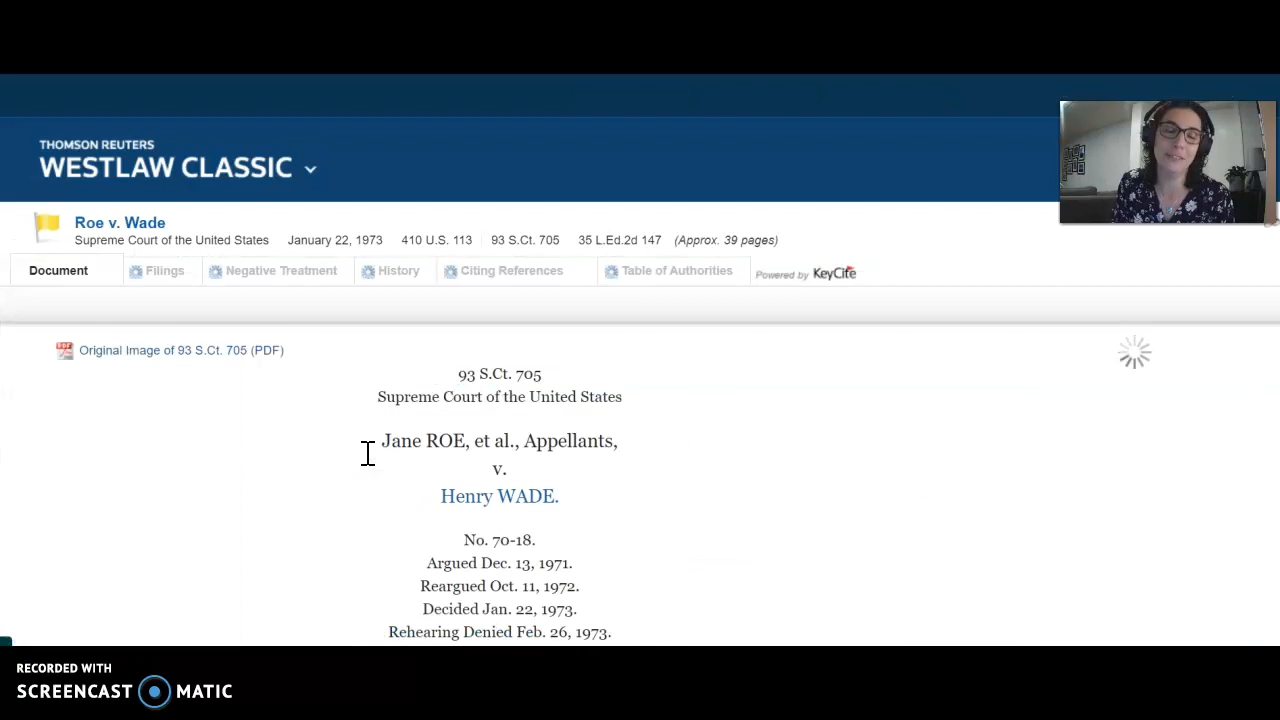 THOMSON REUTERS
WESTLAW CLASSIC
Roe v. Wade
Supreme Court of the United States January 22, 1973 410 U.S. 113 93 S.Ct. 705 35 L.Ed.2d 147 (Approx. 39 pages)
Document Filings Negative Treatment History Citing References Table of Authorities Powered by KeyCite
Original Image of 93 S.Ct. 705 (PDF)
93 S.Ct. 705
Supreme Court of the United States
Jane ROE, et al., Appellants,
v.
Henry WADE.
No. 70-18.
Argued Dec. 13, 1971.
Reargued Oct. 11, 1972.
Decided Jan. 22, 1973.
Rehearing Denied Feb. 26, 1973.
RECORDED WITH
SCREENCAST MATIC